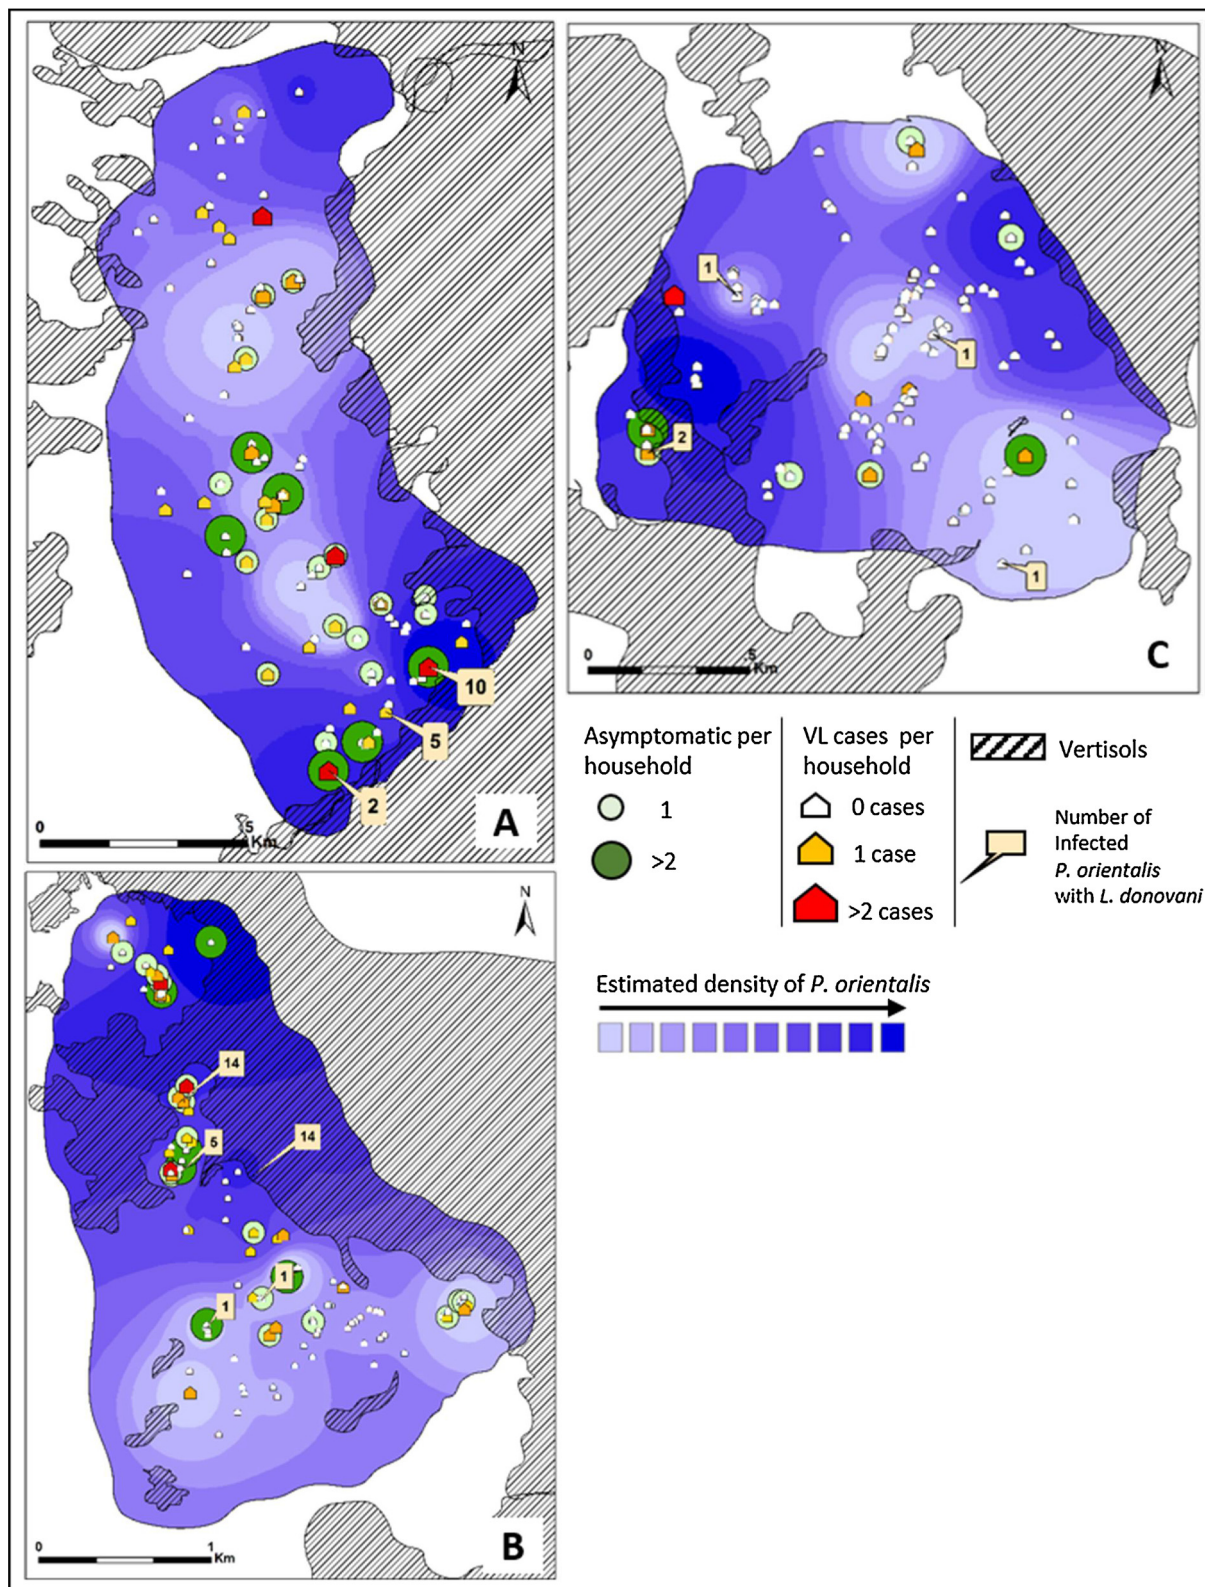 N
10
5
2
A
0 5
Km
N
1
1
2
1
C
0 .5
Km
Asymptomatic per
household
1
>2
VL cases per
household
0 cases
1 case
>2 cases
Vertisols
Number of
Infected
P. orientalis
with L. donovani
Estimated density of P. orientalis
N
14
5
14
1
1
B
0 1
Km